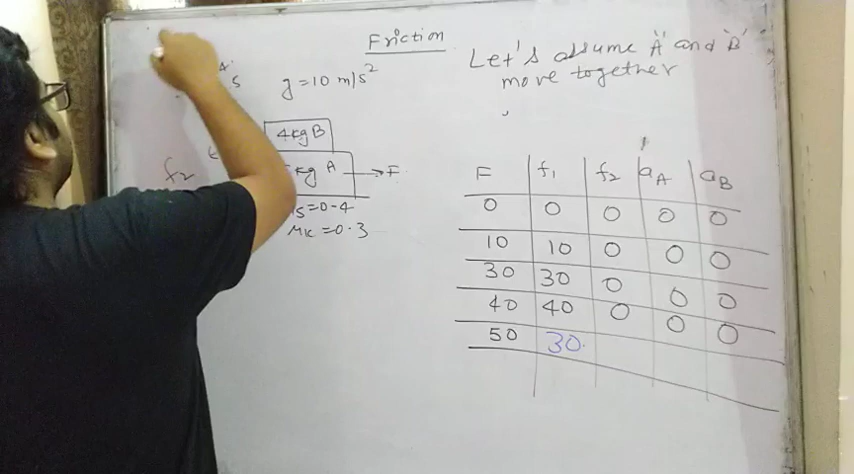 Friction
Let's assume "A" and "B"
move together
g=10 m/s²
4kg B
kg A → F
f2
s=0.4
μk =0.3
F f1 f2 aA aB
0 0 0 0 0
10 10 0 0 0
30 30 0 0 0
40 40 0 0 0
50 30